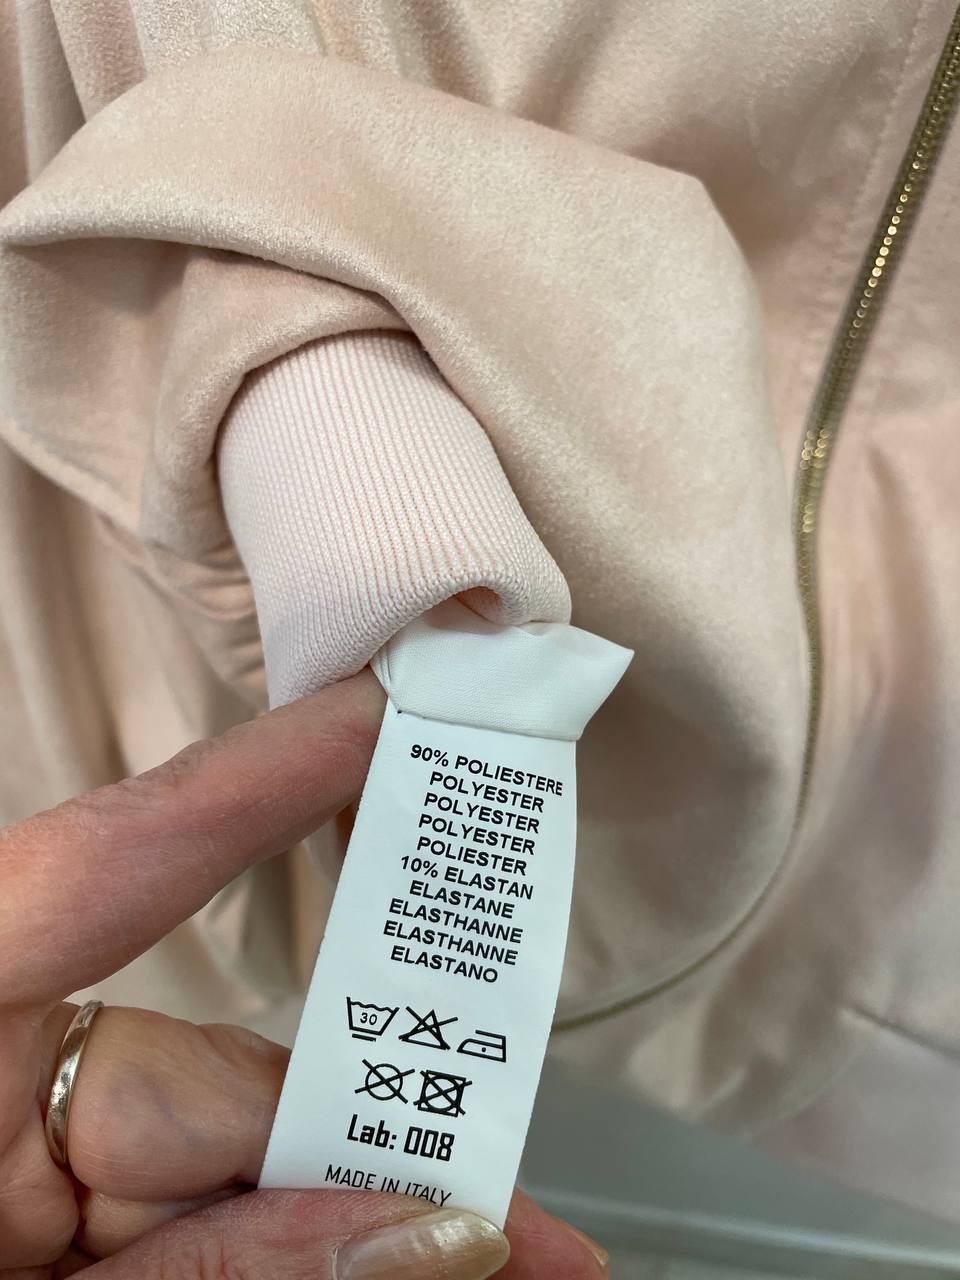 90% POLIESTERE
POLYESTER
POLYESTER
POLYESTER
POLIESTER
10% ELASTAN
ELASTANE
ELASTHANNE
ELASTHANNE
ELASTANO
30
Lab: 008
MADE IN ITALY